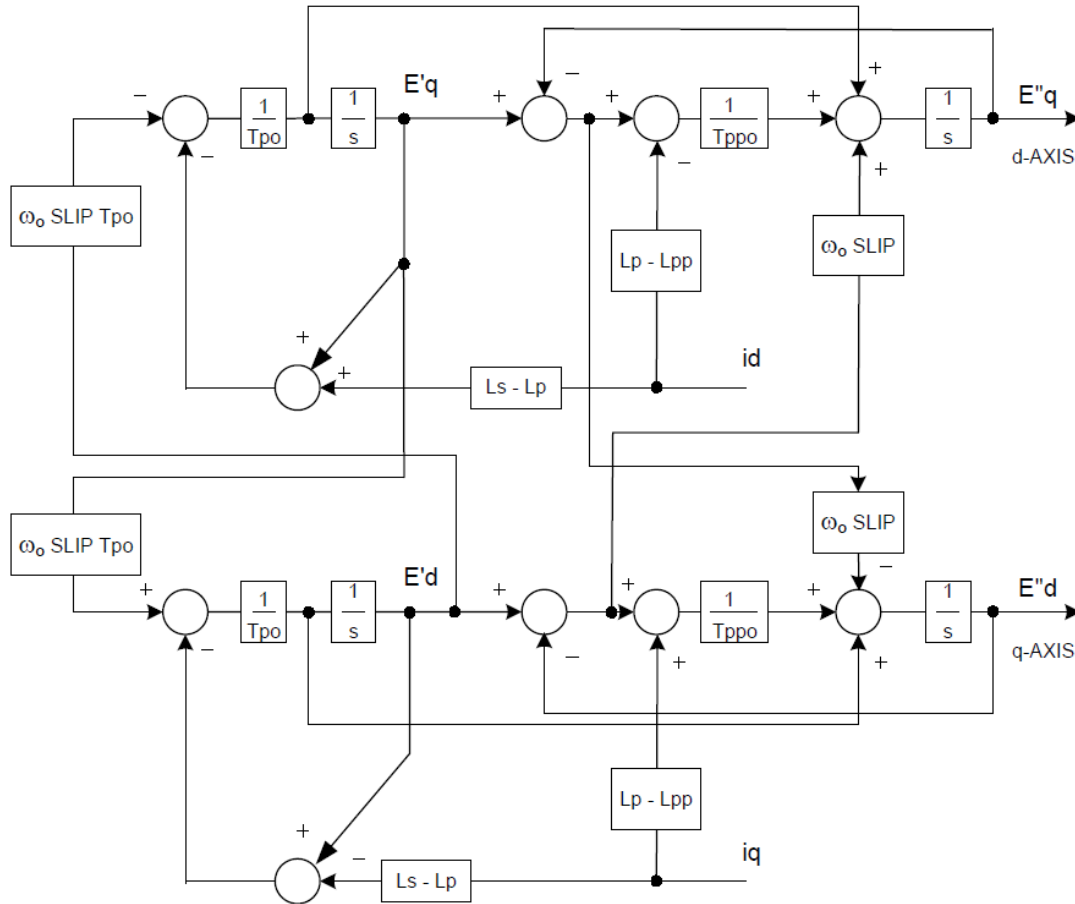 E'q
E"q
d-AXIS
− 1 Tpo 1 s + − + 1 Tppo + + 1 s
− − +
ωo SLIP Tpo
Lp - Lpp
ωo SLIP
+ + Ls - Lp
id
ωo SLIP Tpo
ωo SLIP
E'd
−
E"d
+ 1 Tpo 1 s + + 1 Tppo + 1 s
q-AXIS
− − + +
Lp - Lpp
+ − Ls - Lp
iq